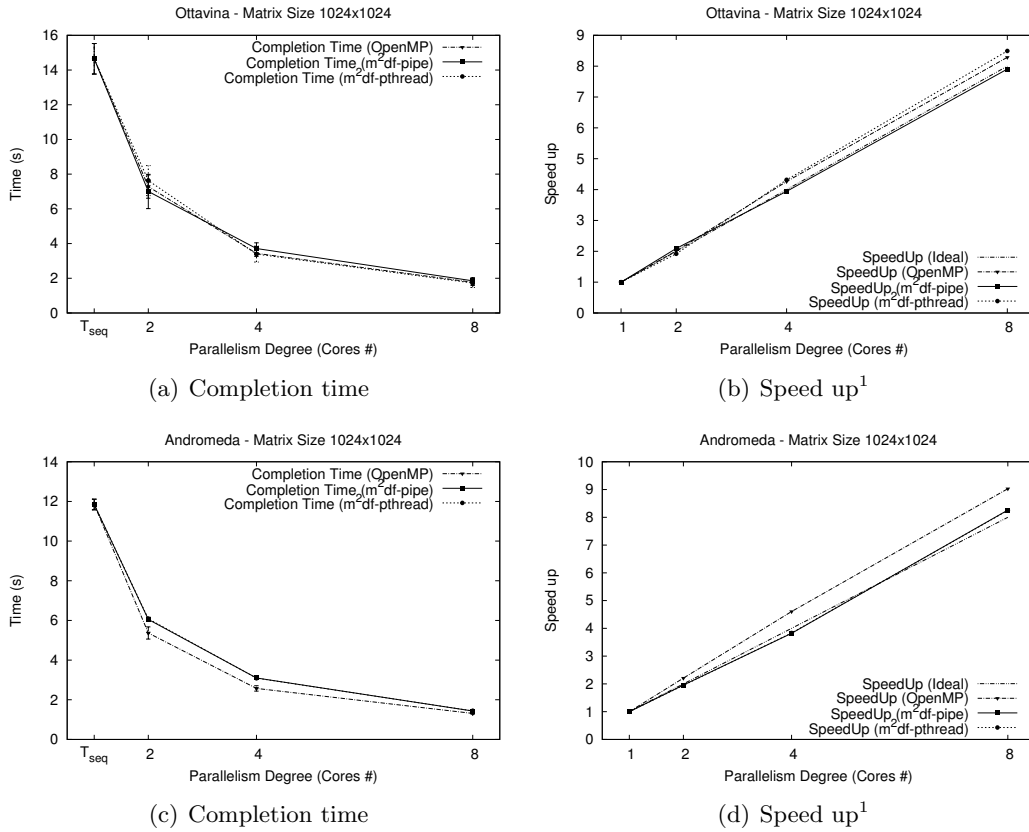 Ottavina - Matrix Size 1024x1024
16
14
12
10
8
6
4
2
0
Time (s)
Completion Time (OpenMP)
Completion Time (m²df-pipe)
Completion Time (m²df-pthread)
T_seq 2 4 8
Parallelism Degree (Cores #)
(a) Completion time
Ottavina - Matrix Size 1024x1024
9
8
7
6
5
4
3
2
1
0
Speed up
SpeedUp (Ideal)
SpeedUp (OpenMP)
SpeedUp (m²df-pipe)
SpeedUp (m²df-pthread)
1 2 4 8
Parallelism Degree (Cores #)
(b) Speed up¹
Andromeda - Matrix Size 1024x1024
14
12
10
8
6
4
2
0
Time (s)
Completion Time (OpenMP)
Completion Time (m²df-pipe)
Completion Time (m²df-pthread)
T_seq 2 4 8
Parallelism Degree (Cores #)
(c) Completion time
Andromeda - Matrix Size 1024x1024
10
9
8
7
6
5
4
3
2
1
0
Speed up
SpeedUp (Ideal)
SpeedUp (OpenMP)
SpeedUp (m²df-pipe)
SpeedUp (m²df-pthread)
1 2 4 8
Parallelism Degree (Cores #)
(d) Speed up¹